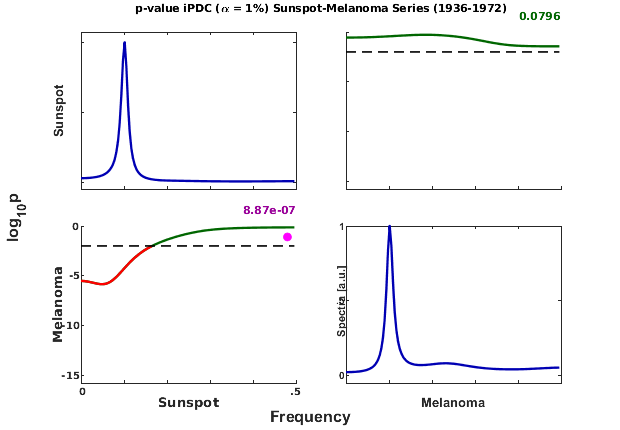 p-value iPDC (α = 1%) Sunspot-Melanoma Series (1936-1972)
0.0796
Sunspot
8.87e-07
log10p
Melanoma
0
-5
-10
-15
0
.5
Sunspot
Spectra [a.u.]
1
0
Melanoma
Frequency